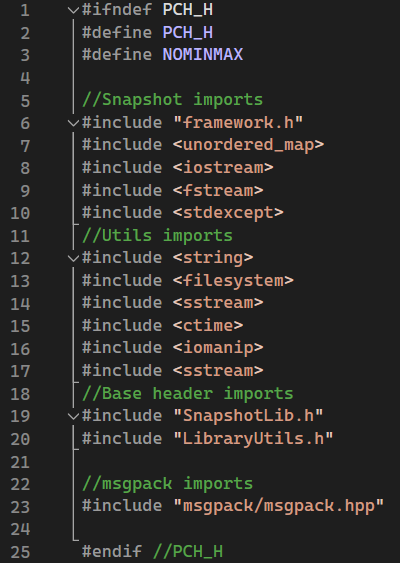 1 #ifndef PCH_H
2 #define PCH_H
3 #define NOMINMAX
4
5 //Snapshot imports
6 #include "framework.h"
7 #include <unordered_map>
8 #include <iostream>
9 #include <fstream>
10 #include <stdexcept>
11 //Utils imports
12 #include <string>
13 #include <filesystem>
14 #include <sstream>
15 #include <ctime>
16 #include <iomanip>
17 #include <sstream>
18 //Base header imports
19 #include "SnapshotLib.h"
20 #include "LibraryUtils.h"
21
22 //msgpack imports
23 #include "msgpack/msgpack.hpp"
24
25 #endif //PCH_H